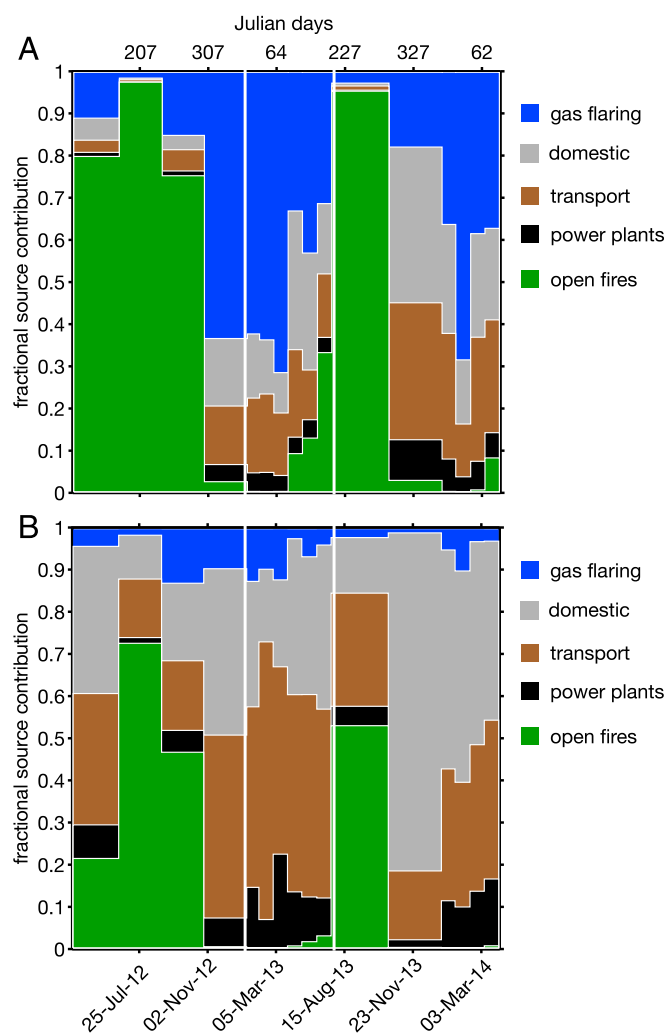 Julian days
A
207 307 64 227 327 62
1
0.9
0.8
0.7
0.6
0.5
0.4
0.3
0.2
0.1
0
fractional source contribution
gas flaring
domestic
transport
power plants
open fires
B
1
0.9
0.8
0.7
0.6
0.5
0.4
0.3
0.2
0.1
0
fractional source contribution
gas flaring
domestic
transport
power plants
open fires
25-Jul-12 02-Nov-12 05-Mar-13 15-Aug-13 23-Nov-13 03-Mar-14